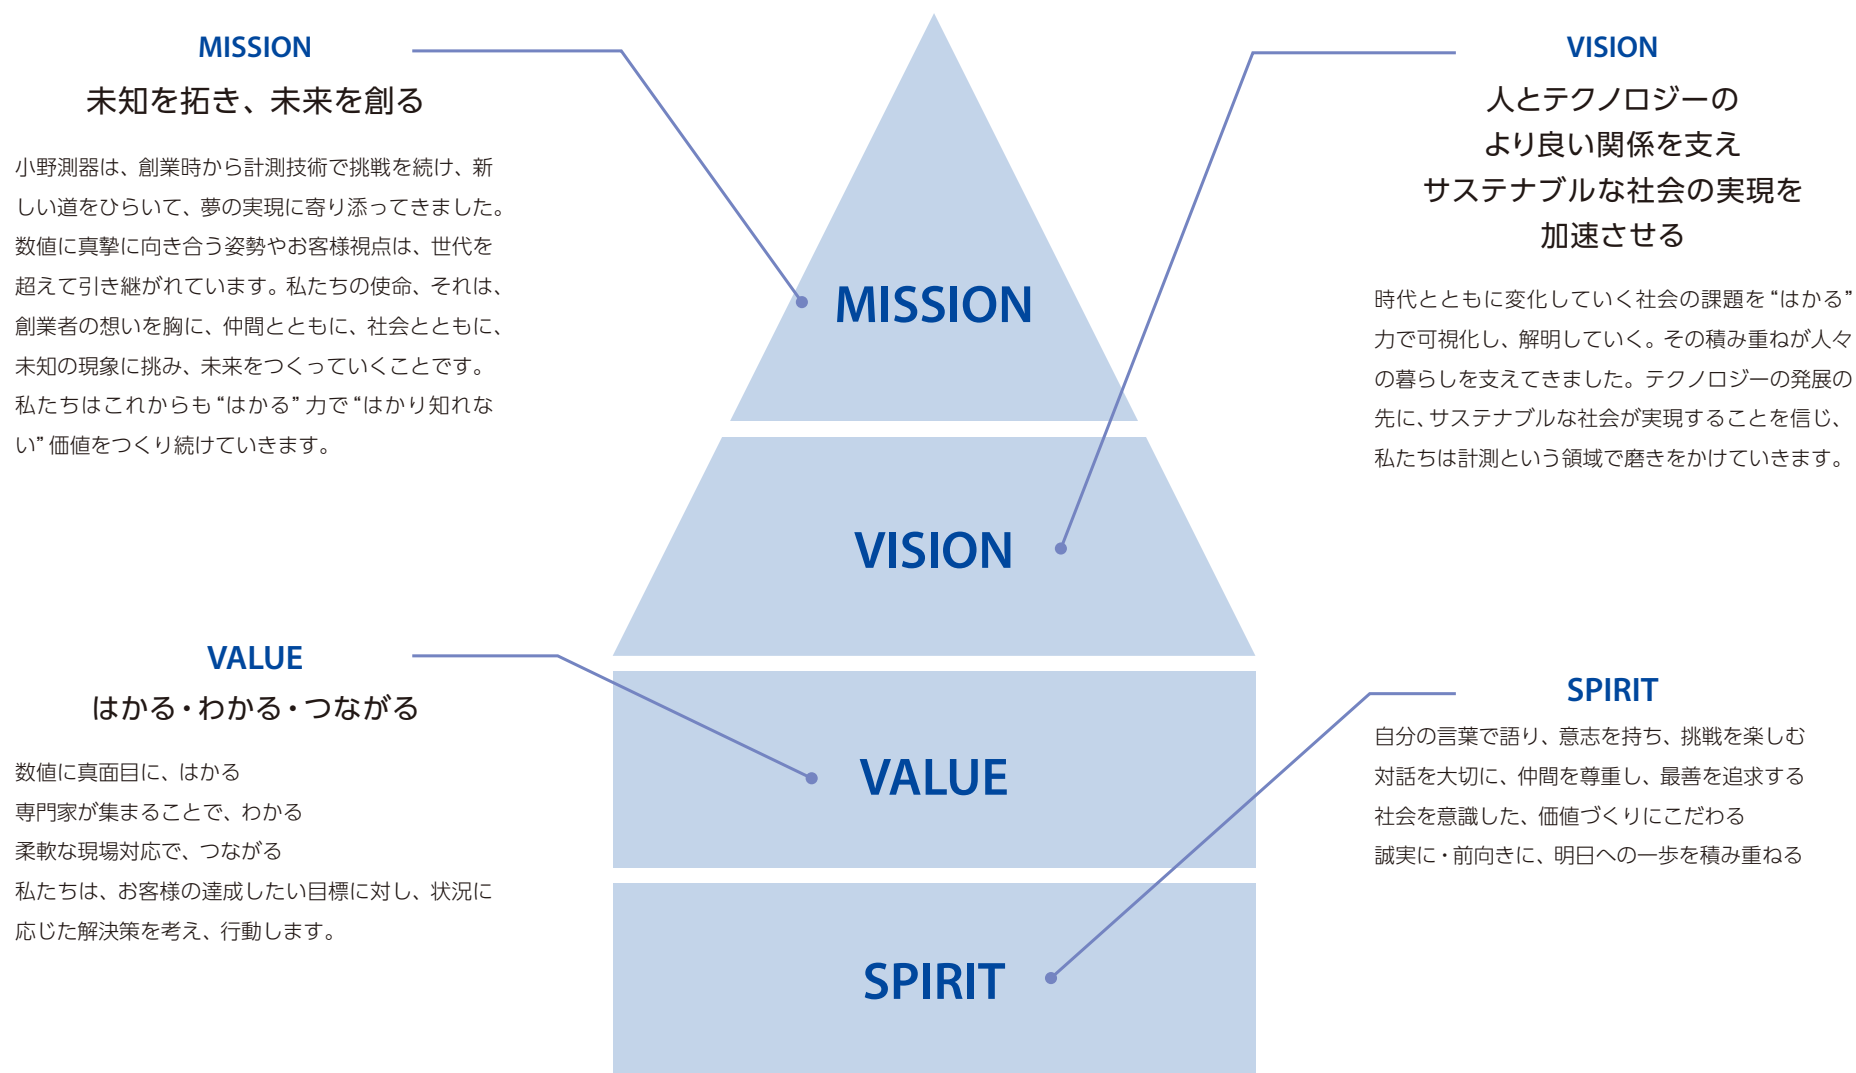 MISSION
未知を拓き、未来を創る
小野測器は、創業時から計測技術で挑戦を続け、新
しい道をひらいて、夢の実現に寄り添ってきました。
数値に真摯に向き合う姿勢やお客様視点は、世代を
超えて引き継がれています。私たちの使命、それは、
創業者の想いを胸に、仲間とともに、社会とともに、
未知の現象に挑み、未来をつくっていくことです。
私たちはこれからも“はかる”力で“はかり知れな
い”価値をつくり続けていきます。
VISION
人とテクノロジーの
より良い関係を支え
サステナブルな社会の実現を
加速させる
時代とともに変化していく社会の課題を“はかる”
力で可視化し、解明していく。その積み重ねが人々
の暮らしを支えてきました。テクノロジーの発展の
先に、サステナブルな社会が実現することを信じ、
私たちは計測という領域で磨きをかけていきます。
MISSION
VISION
VALUE
SPIRIT
VALUE
はかる・わかる・つながる
数値に真面目に、はかる
専門家が集まることで、わかる
柔軟な現場対応で、つながる
私たちは、お客様の達成したい目標に対し、状況に
応じた解決策を考え、行動します。
SPIRIT
自分の言葉で語り、意志を持ち、挑戦を楽しむ
対話を大切に、仲間を尊重し、最善を追求する
社会を意識した、価値づくりにこだわる
誠実に・前向きに、明日への一歩を積み重ねる